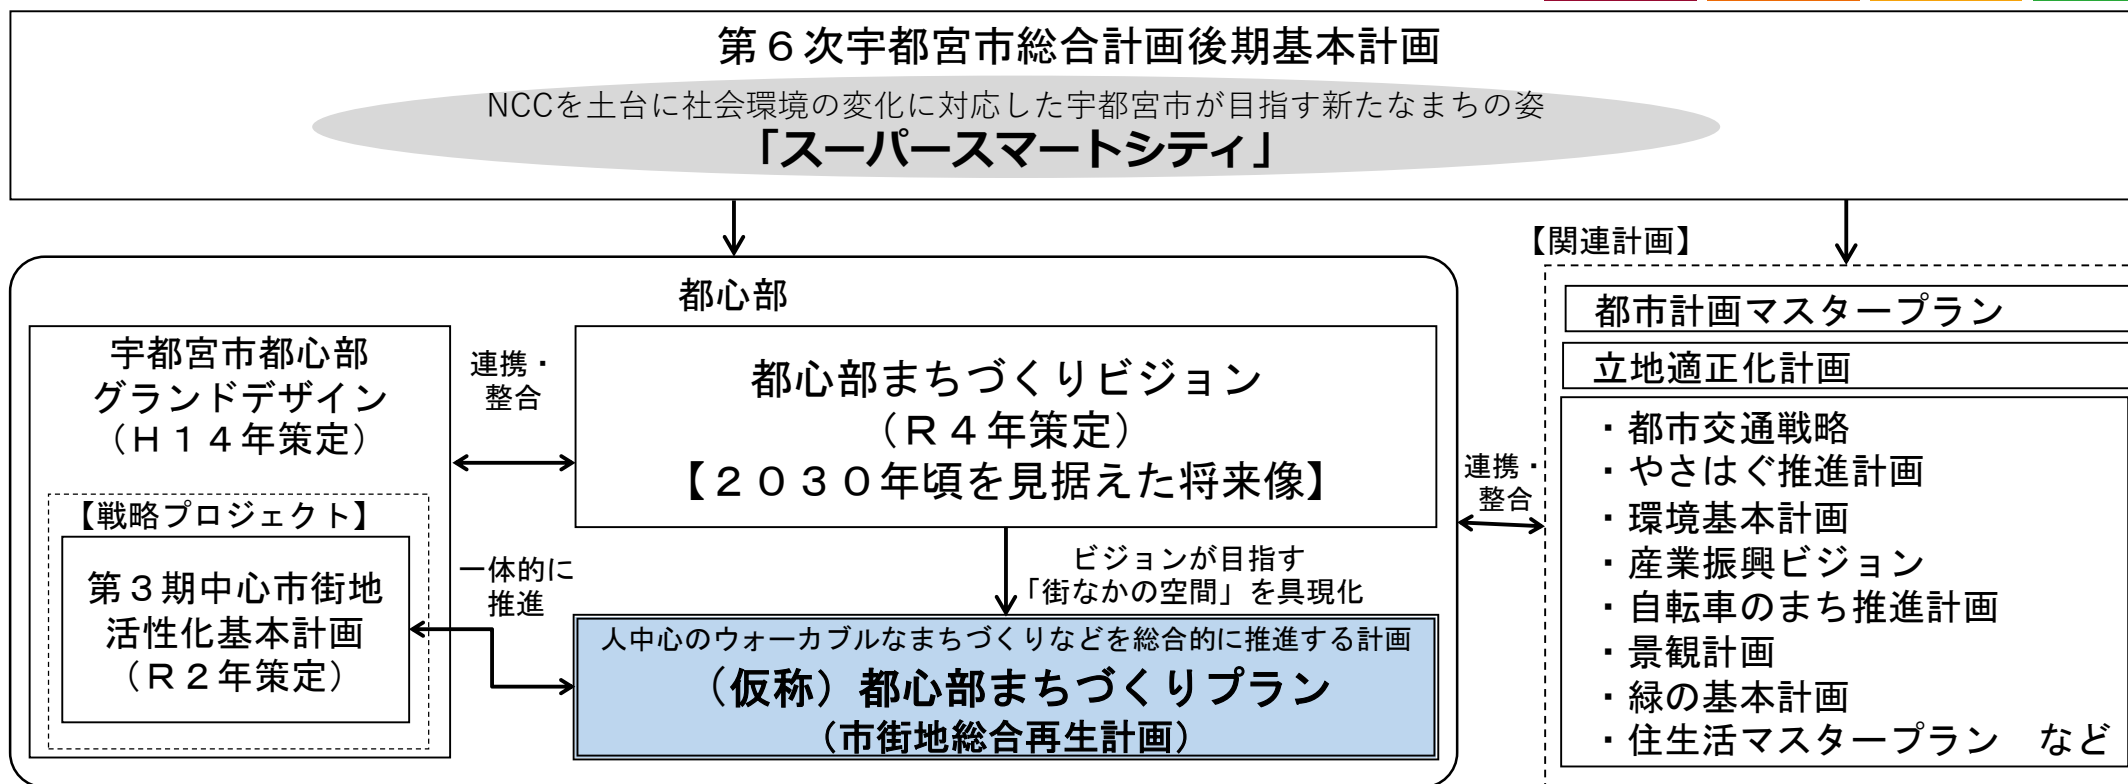 第６次宇都宮市総合計画後期基本計画
NCCを土台に社会環境の変化に対応した宇都宮市が目指す新たなまちの姿
「スーパースマートシティ」
都心部
宇都宮市都心部
グランドデザイン
（Ｈ１４年策定）
【戦略プロジェクト】
第３期中心市街地
活性化基本計画
（Ｒ２年策定）
連携・
整合
一体的に
推進
都心部まちづくりビジョン
（Ｒ４年策定）
【２０３０年頃を見据えた将来像】
ビジョンが目指す
「街なかの空間」を具現化
人中心のウォーカブルなまちづくりなどを総合的に推進する計画
（仮称）都心部まちづくりプラン
（市街地総合再生計画）
連携・
整合
【関連計画】
都市計画マスタープラン
立地適正化計画
・都市交通戦略
・やさはぐ推進計画
・環境基本計画
・産業振興ビジョン
・自転車のまち推進計画
・景観計画
・緑の基本計画
・住生活マスタープラン　など